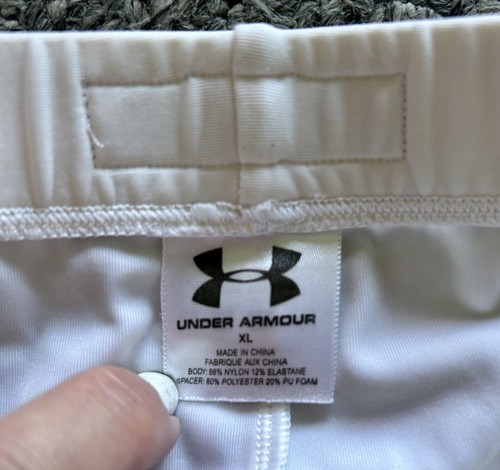 UNDER ARMOUR
XL
MADE IN CHINA
FABRIQUÉ AUX CHINA
BODY: 88% NYLON 12% ELASTANE
SPACER: 80% POLYESTER 20% PU FOAM